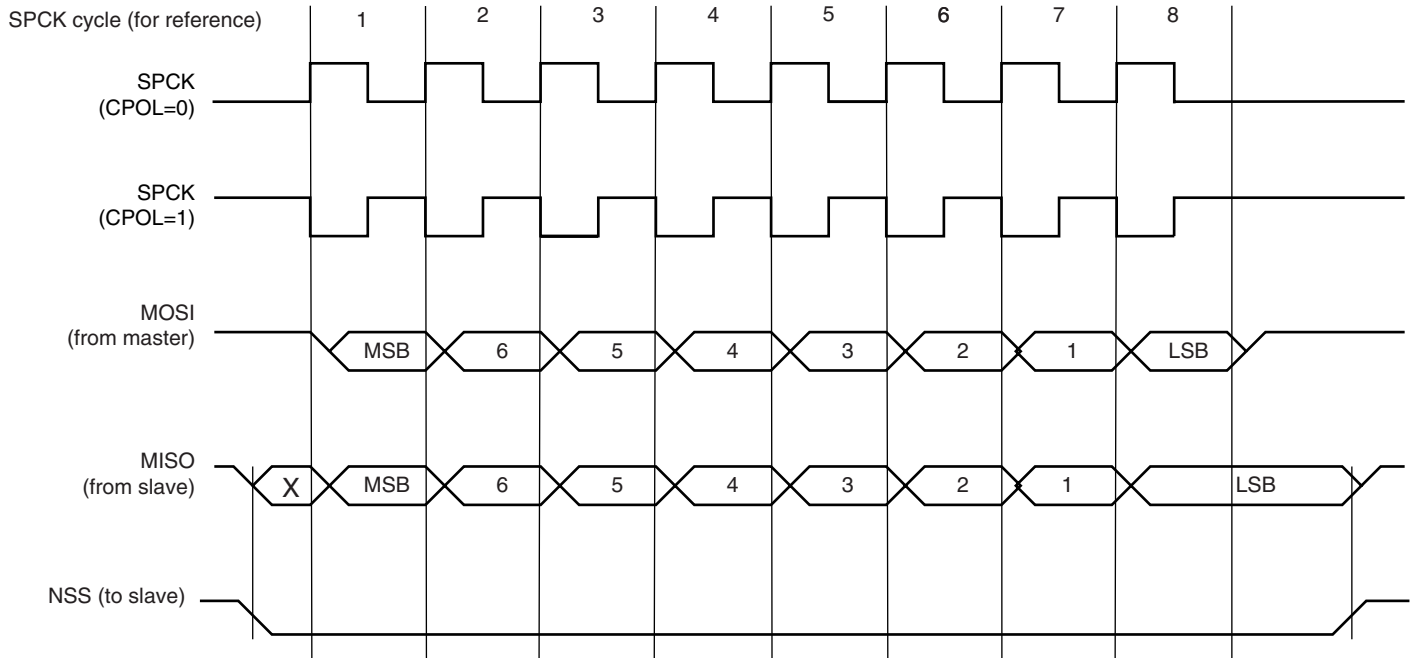 SPCK cycle (for reference) 1 2 3 4 5 6 7 8
SPCK
(CPOL=0)
SPCK
(CPOL=1)
MOSI
(from master)
MSB 6 5 4 3 2 1 LSB
MISO
(from slave)
X MSB 6 5 4 3 2 1 LSB
NSS (to slave)